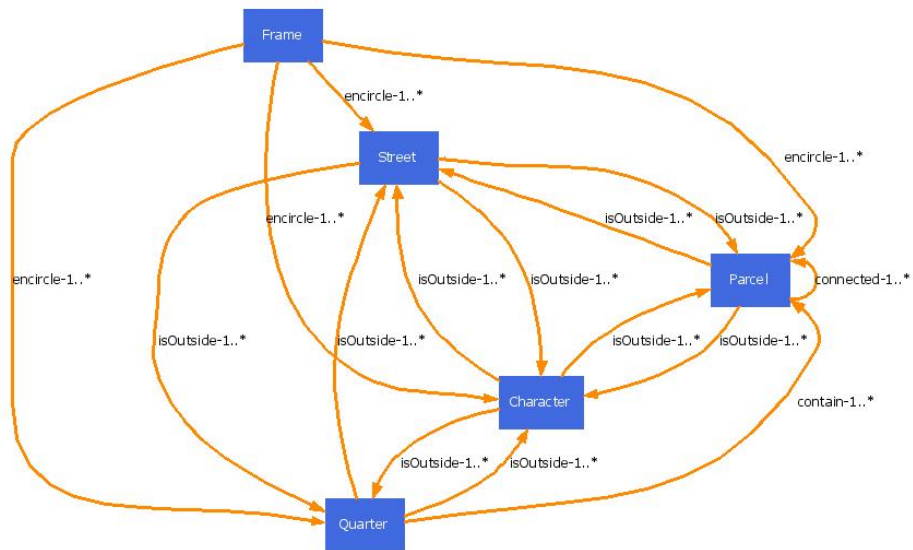 Frame
encircle-1..*
Street
encircle-1..*
encircle-1..*
isOutside-1..*
isOutside-1..*
encircle-1..*
isOutside-1..*
isOutside-1..*
Parcel
connected-1..*
isOutside-1..*
isOutside-1..*
isOutside-1..*
isOutside-1..*
Character
contain-1..*
isOutside-1..*
isOutside-1..*
Quarter